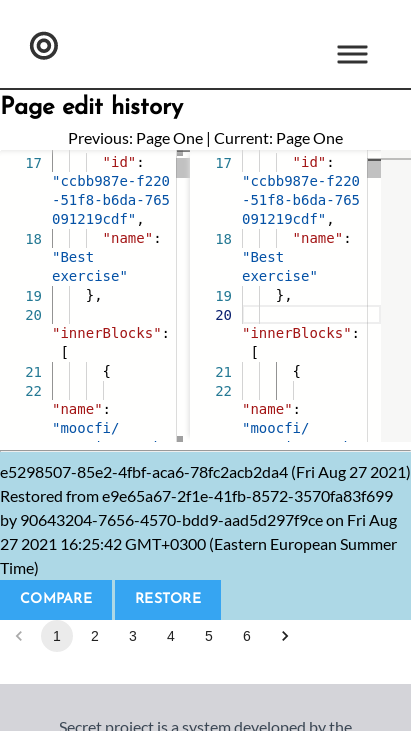 Page edit history
Previous: Page One | Current: Page One
17 "id":
"ccbb987e-f220
-51f8-b6da-765
091219cdf",
18 "name":
"Best
exercise"
19 },
20
"innerBlocks":
[
21 {
22
"name":
"moocfi/
17 "id":
"ccbb987e-f220
-51f8-b6da-765
091219cdf",
18 "name":
"Best
exercise"
19 },
20
"innerBlocks":
[
21 {
22
"name":
"moocfi/
e5298507-85e2-4fbf-aca6-78fc2acb2da4 (Fri Aug 27 2021)
Restored from e9e65a67-2f1e-41fb-8572-3570fa83f699
by 90643204-7656-4570-bdd9-aad5d297f9ce on Fri Aug
27 2021 16:25:42 GMT+0300 (Eastern European Summer
Time)
COMPARE RESTORE
1 2 3 4 5 6
Secret project is a system developed by the